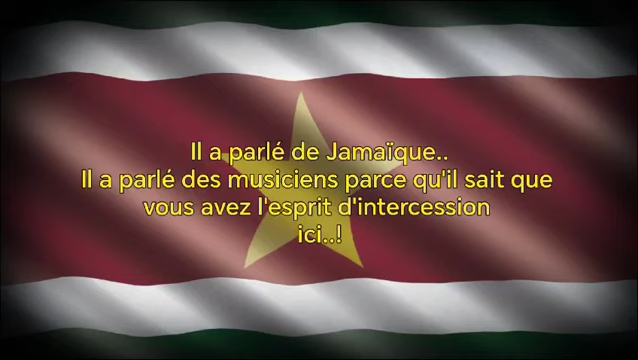 Il a parlé de Jamaïque..
Il a parlé des musiciens parce qu'il sait que
vous avez l'esprit d'intercession
ici..!